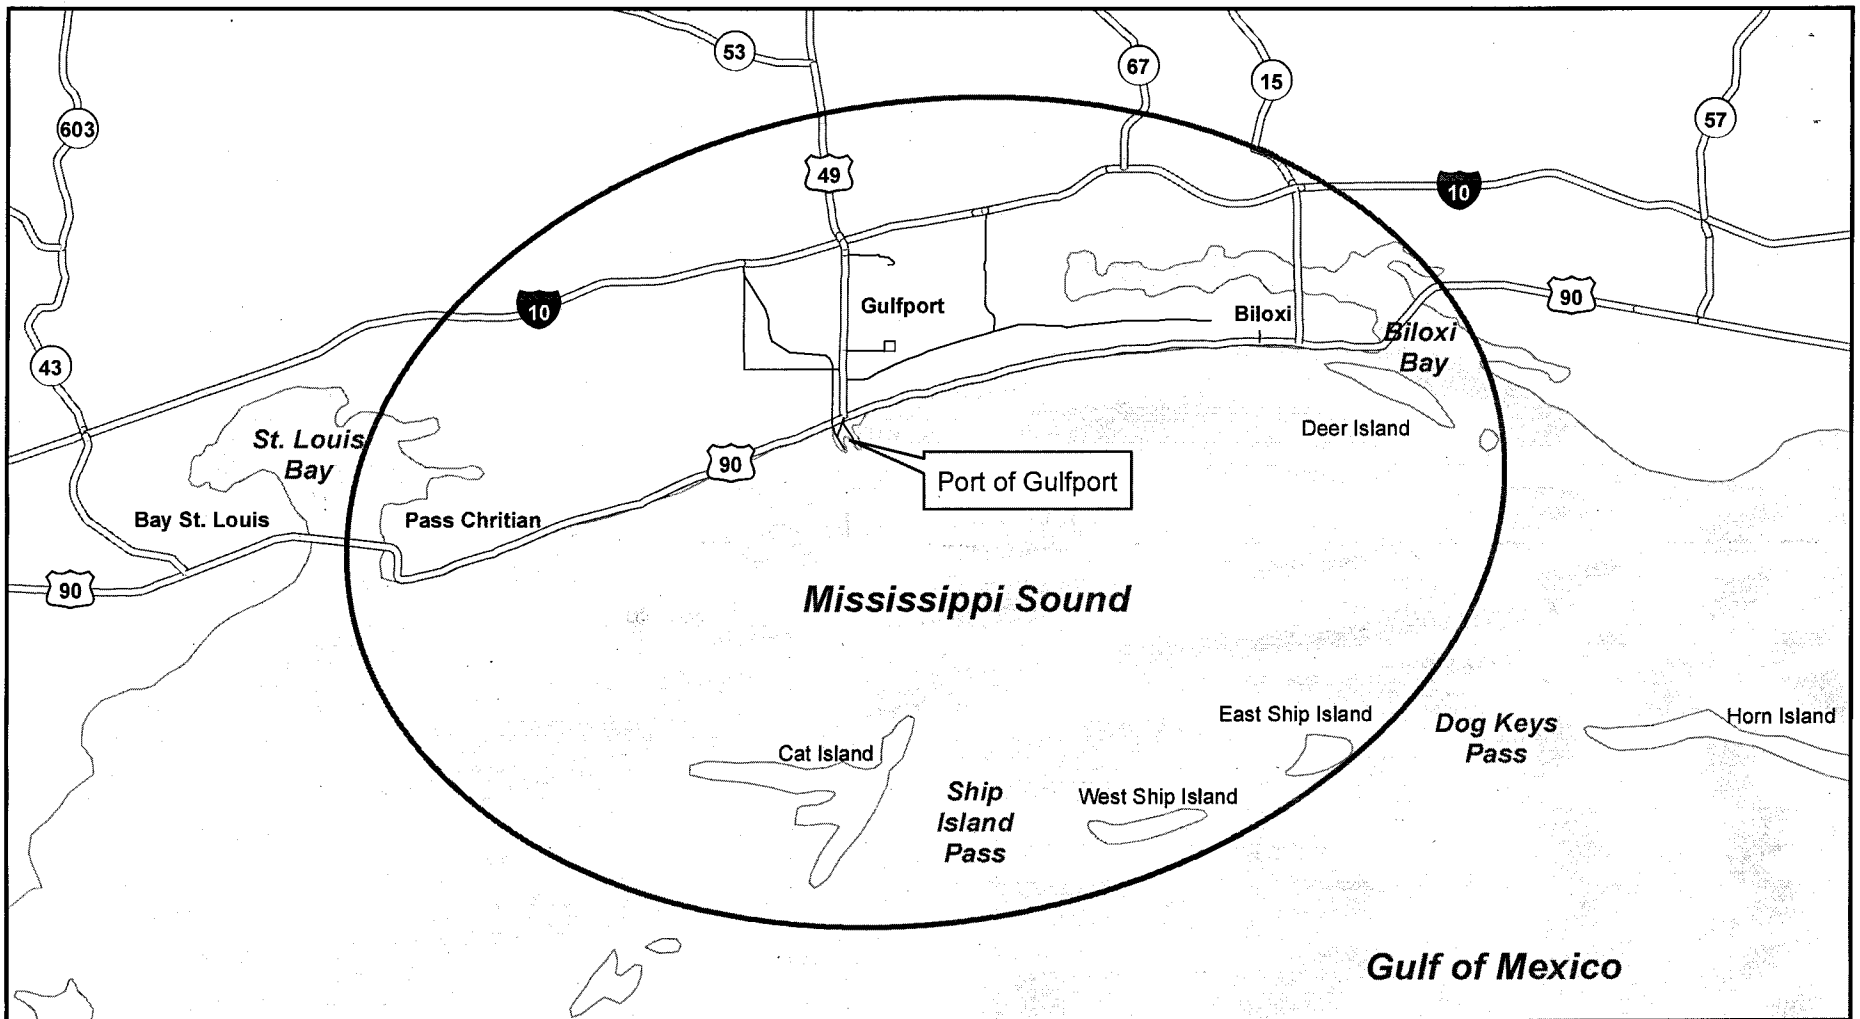 53
67
15
603
57
49
10
10
90
Gulfport
Biloxi
Biloxi
Bay
43
St. Louis
Bay
Deer Island
90
Port of Gulfport
Bay St. Louis
Pass Chritian
90
Mississippi Sound
East Ship Island
Dog Keys
Pass
Horn Island
Cat Island
Ship
Island
Pass
West Ship Island
Gulf of Mexico